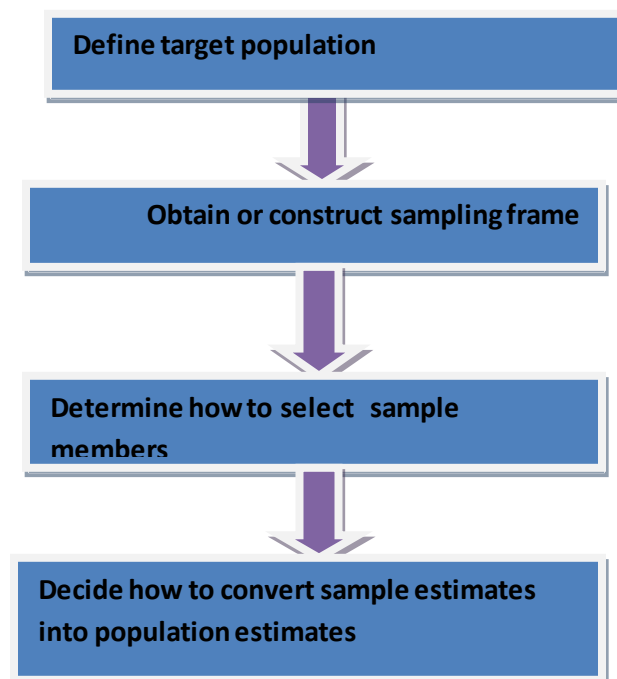 Define target population
Obtain or construct sampling frame
Determine how to select sample
members
Decide how to convert sample estimates
into population estimates